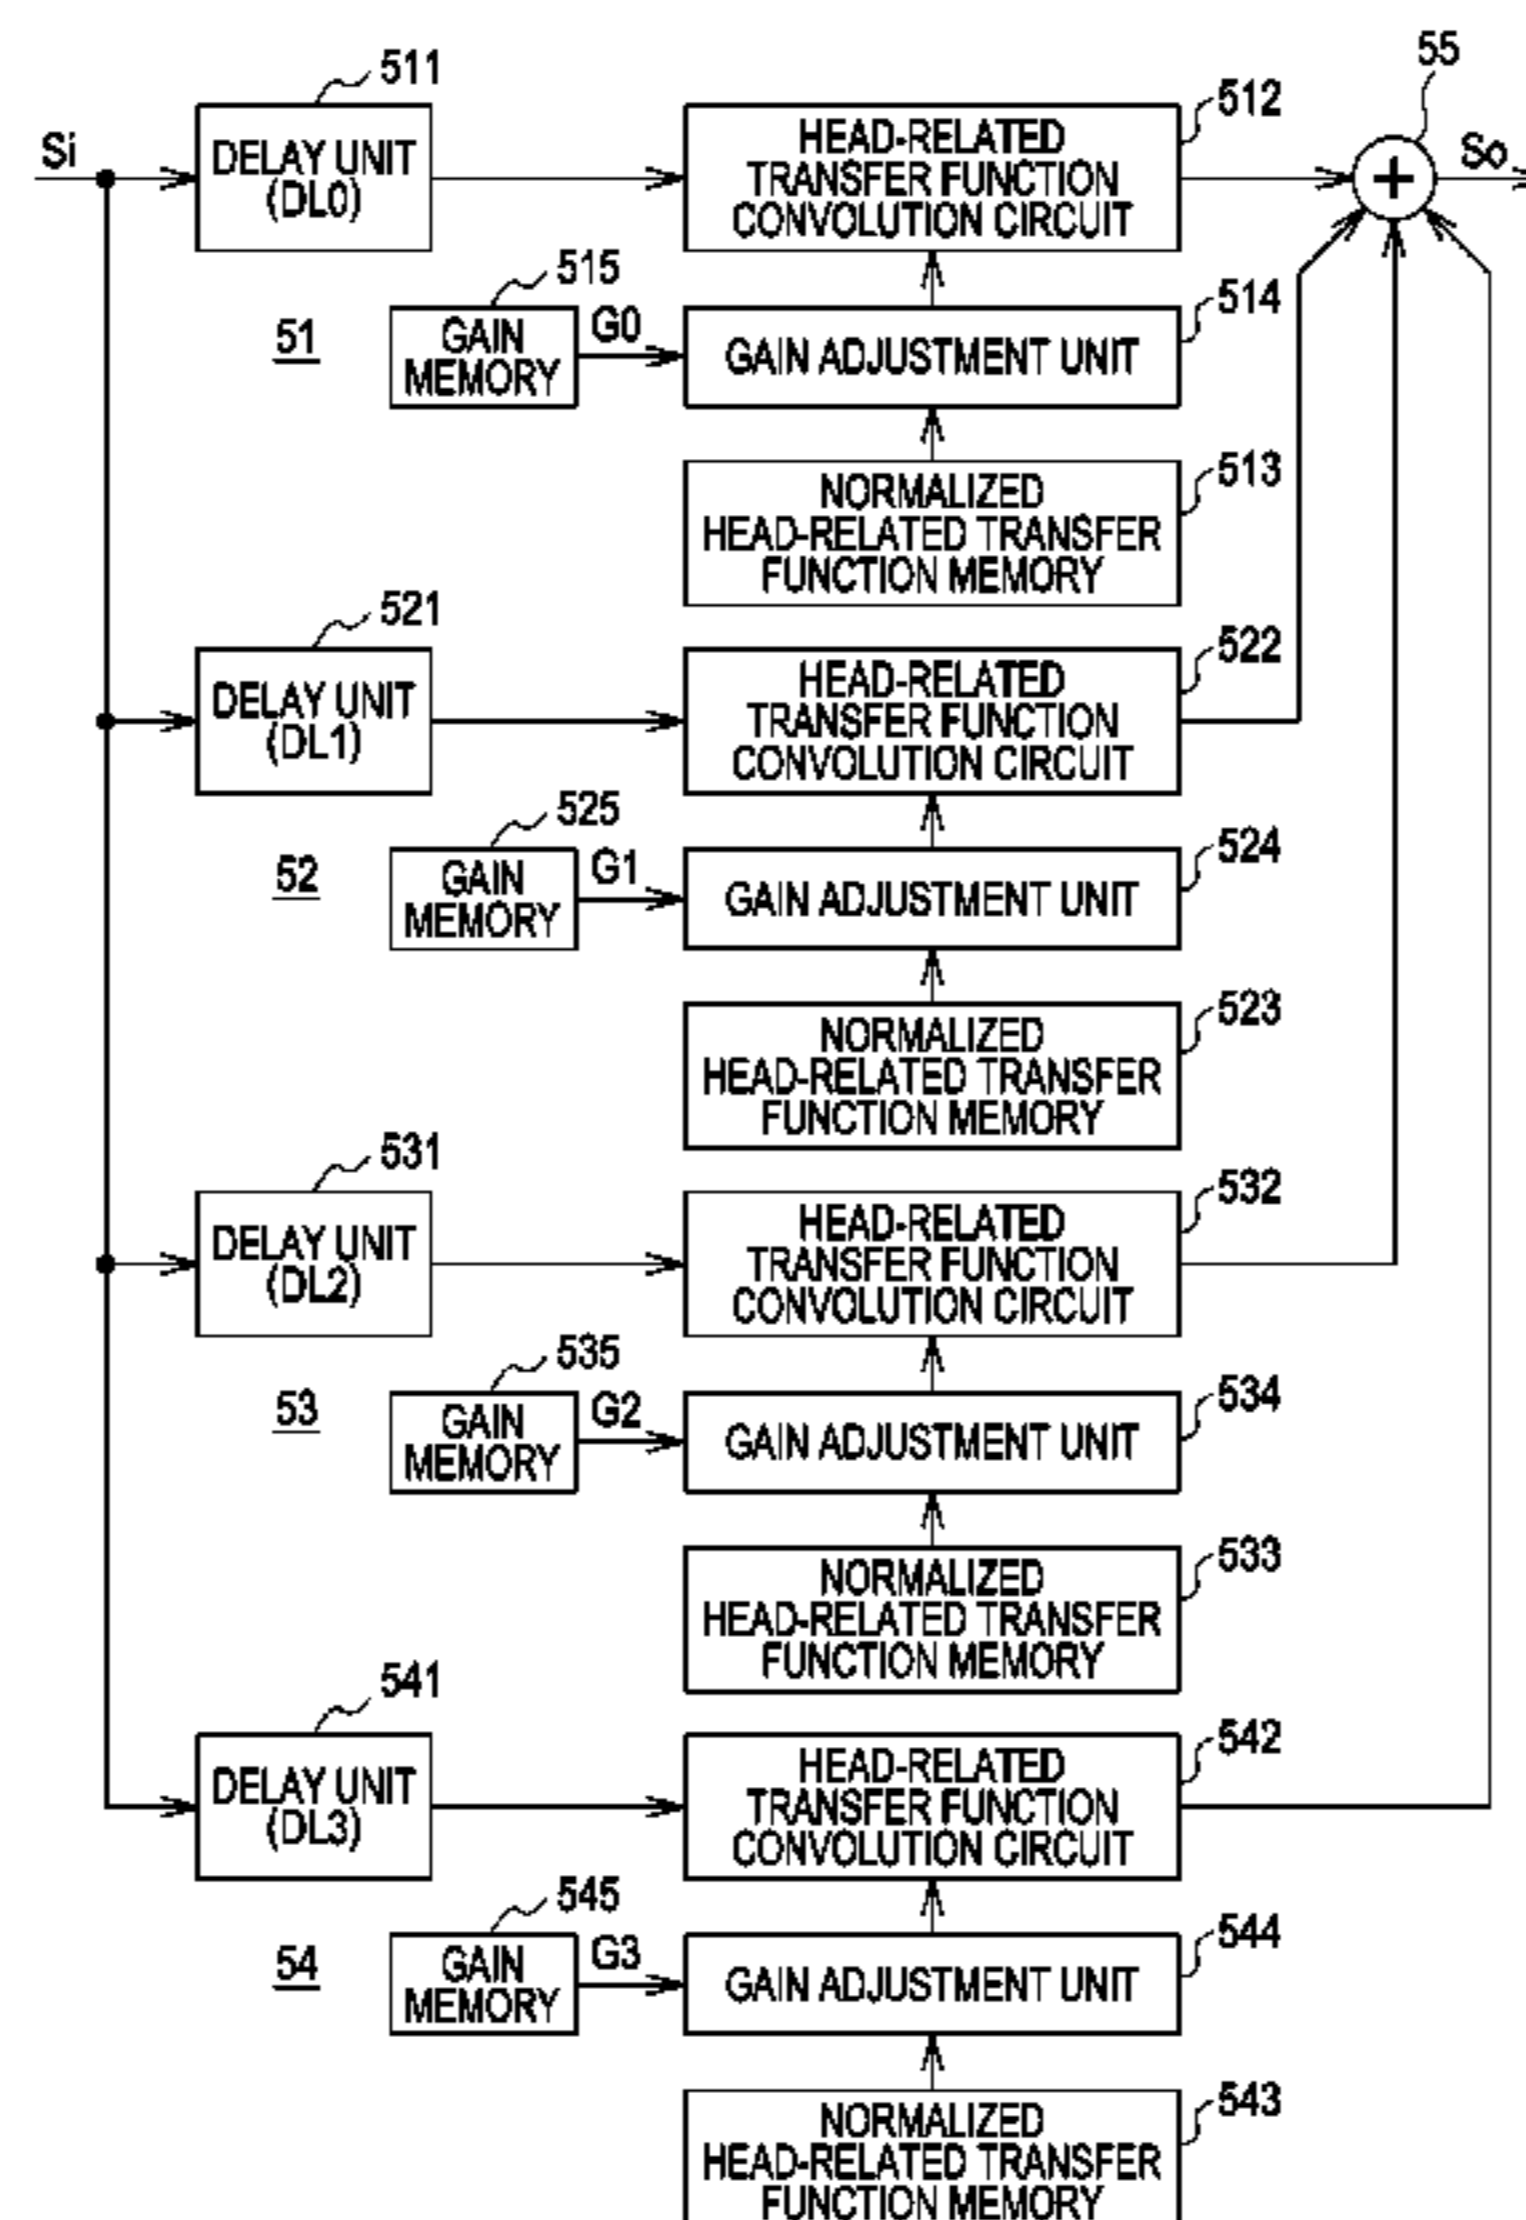 511
512
55
Si
DELAY UNIT
(DL0)
HEAD-RELATED
TRANSFER FUNCTION
CONVOLUTION CIRCUIT
+
So
515
514
51
GAIN
MEMORY
G0
GAIN ADJUSTMENT UNIT
513
NORMALIZED
HEAD-RELATED TRANSFER
FUNCTION MEMORY
521
522
DELAY UNIT
(DL1)
HEAD-RELATED
TRANSFER FUNCTION
CONVOLUTION CIRCUIT
525
524
52
GAIN
MEMORY
G1
GAIN ADJUSTMENT UNIT
523
NORMALIZED
HEAD-RELATED TRANSFER
FUNCTION MEMORY
531
532
DELAY UNIT
(DL2)
HEAD-RELATED
TRANSFER FUNCTION
CONVOLUTION CIRCUIT
535
534
53
GAIN
MEMORY
G2
GAIN ADJUSTMENT UNIT
533
NORMALIZED
HEAD-RELATED TRANSFER
FUNCTION MEMORY
541
542
DELAY UNIT
(DL3)
HEAD-RELATED
TRANSFER FUNCTION
CONVOLUTION CIRCUIT
545
544
54
GAIN
MEMORY
G3
GAIN ADJUSTMENT UNIT
543
NORMALIZED
HEAD-RELATED TRANSFER
FUNCTION MEMORY